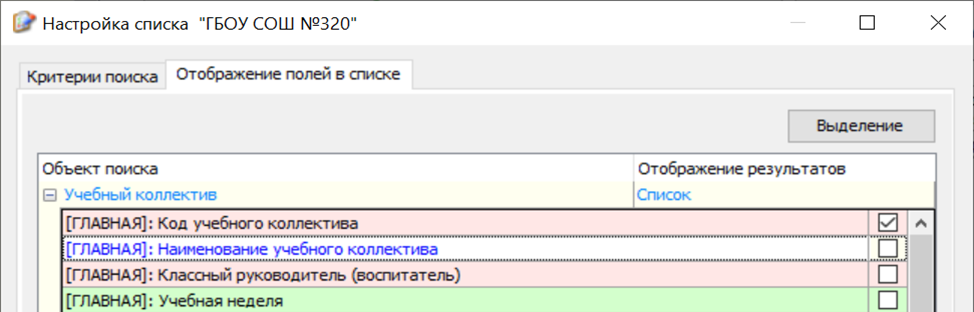 Настройка списка "ГБОУ СОШ №320"
Критерии поиска Отображение полей в списке
Выделение
Объект поиска Отображение результатов
Учебный коллектив Список
[ГЛАВНАЯ]: Код учебного коллектива
[ГЛАВНАЯ]: Наименование учебного коллектива
[ГЛАВНАЯ]: Классный руководитель (воспитатель)
[ГЛАВНАЯ]: Учебная неделя